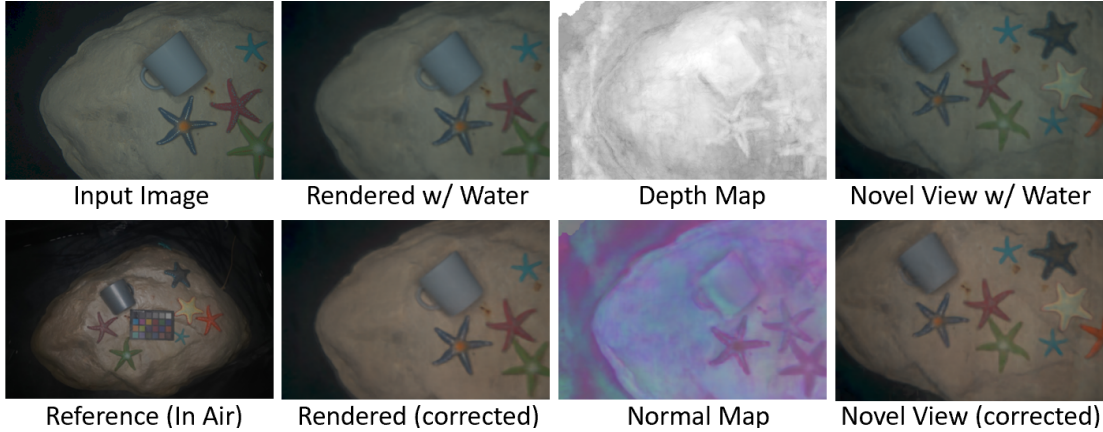 Input Image
Rendered w/ Water
Depth Map
Novel View w/ Water
Reference (In Air)
Rendered (corrected)
Normal Map
Novel View (corrected)